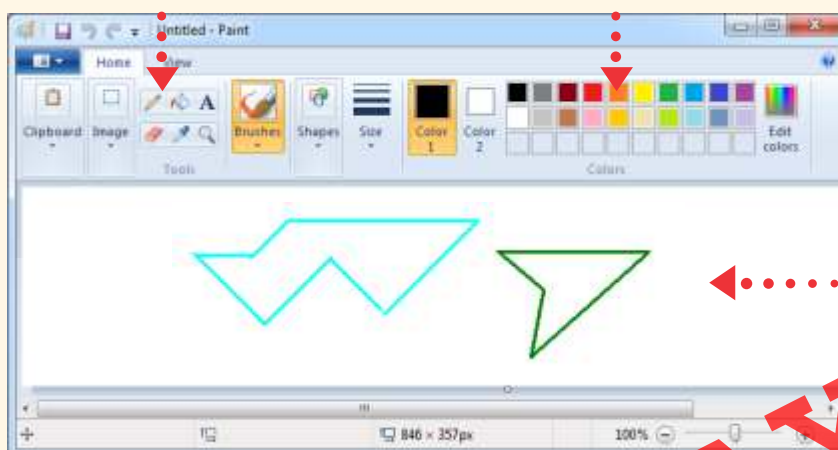 Untitled - Paint
Home View
Clipboard Image A Brushes Shapes Size Color 1 Color 2 Edit colors
Tools Colors
846 × 357px 100%